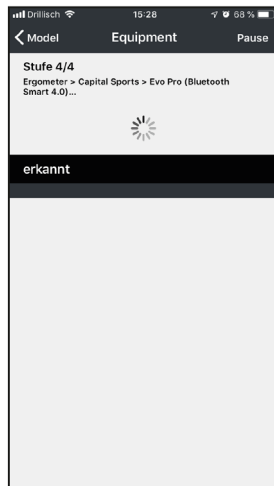 Drillisch 15:28 68 %
Model Equipment Pause
Stufe 4/4
Ergometer > Capital Sports > Evo Pro (Bluetooth
Smart 4.0)...
erkannt